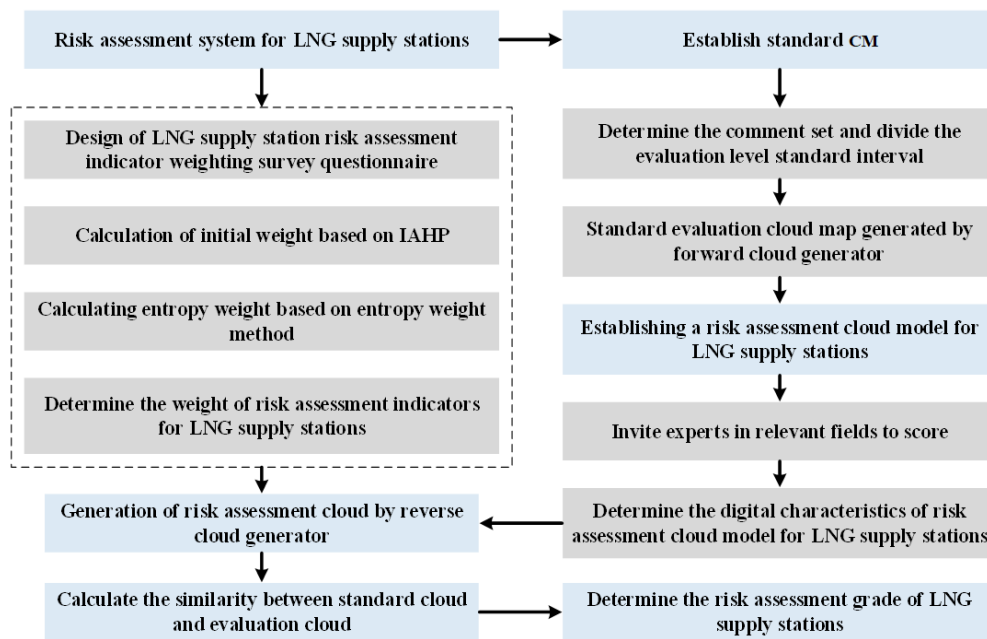 Risk assessment system for LNG supply stations
Establish standard CM
Design of LNG supply station risk assessment
indicator weighting survey questionnaire
Calculation of initial weight based on IAHP
Calculating entropy weight based on entropy weight
method
Determine the weight of risk assessment indicators
for LNG supply stations
Determine the comment set and divide the
evaluation level standard interval
Standard evaluation cloud map generated by
forward cloud generator
Establishing a risk assessment cloud model for
LNG supply stations
Invite experts in relevant fields to score
Determine the digital characteristics of risk
assessment cloud model for LNG supply stations
Generation of risk assessment cloud by reverse
cloud generator
Calculate the similarity between standard cloud
and evaluation cloud
Determine the risk assessment grade of LNG
supply stations